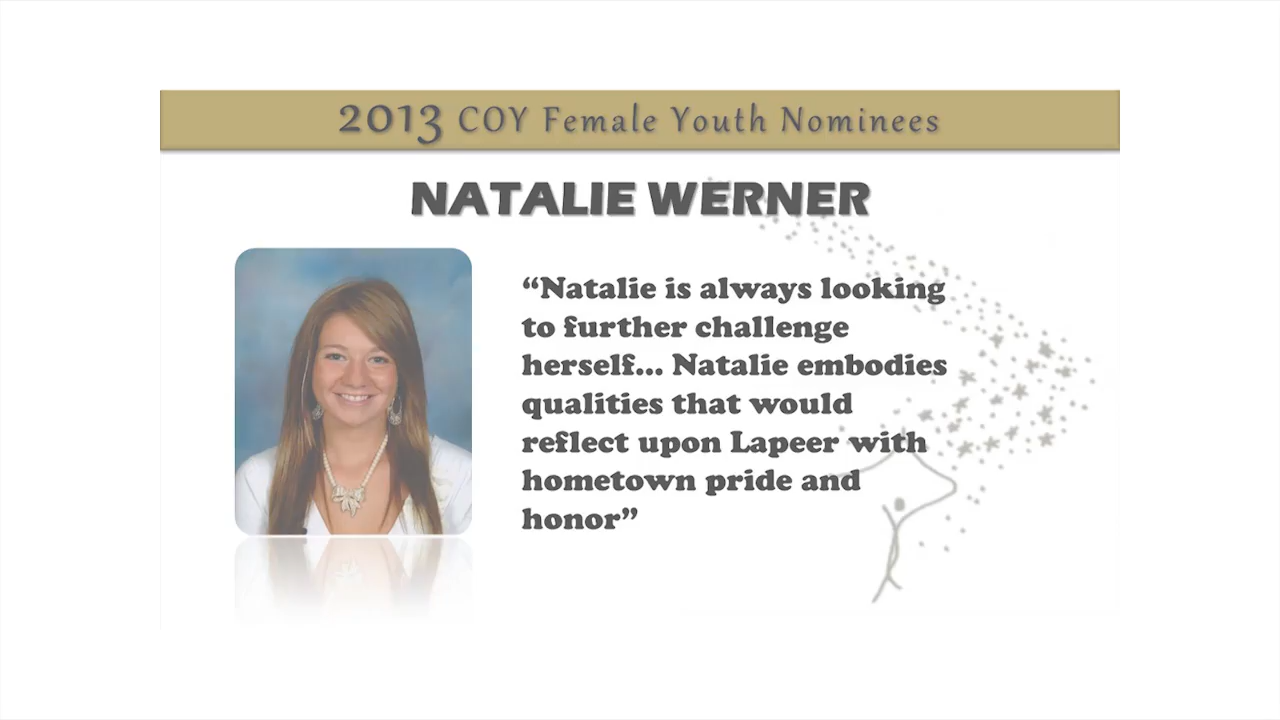 2013 COY Female Youth Nominees
NATALIE WERNER
“Natalie is always looking
to further challenge
herself... Natalie embodies
qualities that would
reflect upon Lapeer with
hometown pride and
honor”